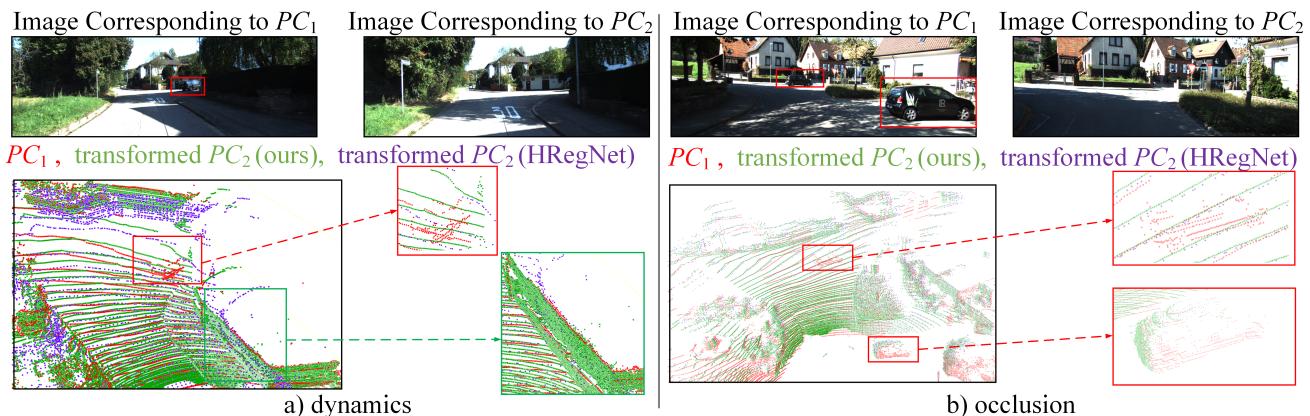 Image Corresponding to PC1
Image Corresponding to PC2
PC1 , transformed PC2 (ours), transformed PC2 (HRegNet)
a) dynamics
Image Corresponding to PC1
Image Corresponding to PC2
PC1 , transformed PC2 (ours), transformed PC2 (HRegNet)
b) occlusion